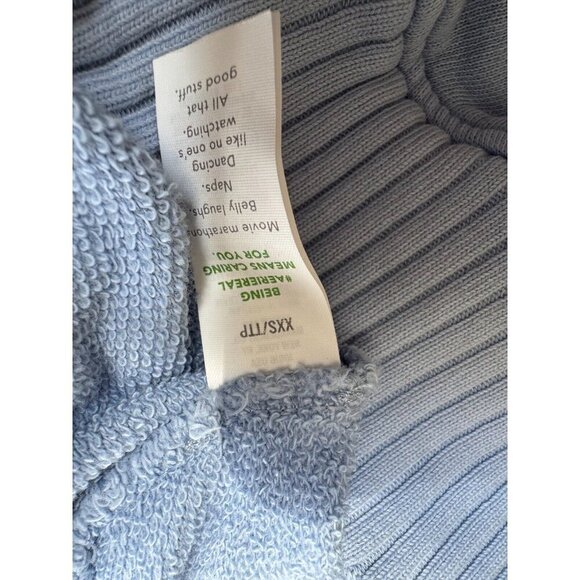 XXS/TTP
BEING
#AERIEREAL
MEANS CARING
FOR YOU.
Movie marathons.
Belly laughs.
Naps.
Dancing
like no one's
watching.
All that
good stuff.